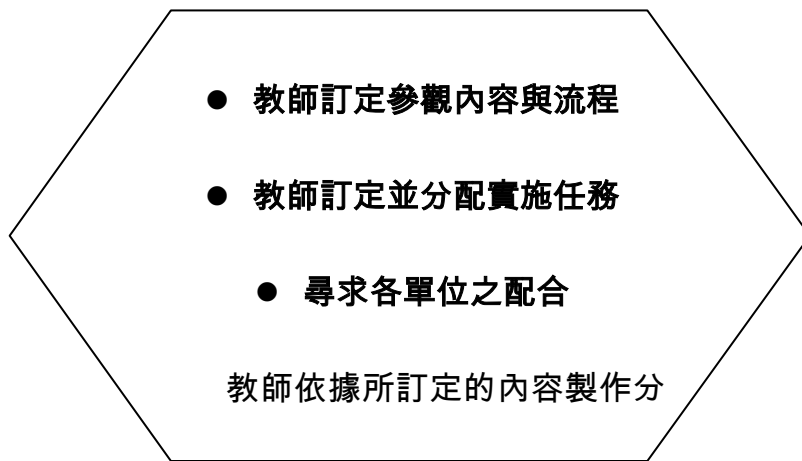 ● 教師訂定參觀內容與流程
● 教師訂定並分配實施任務
● 尋求各單位之配合
教師依據所訂定的內容製作分